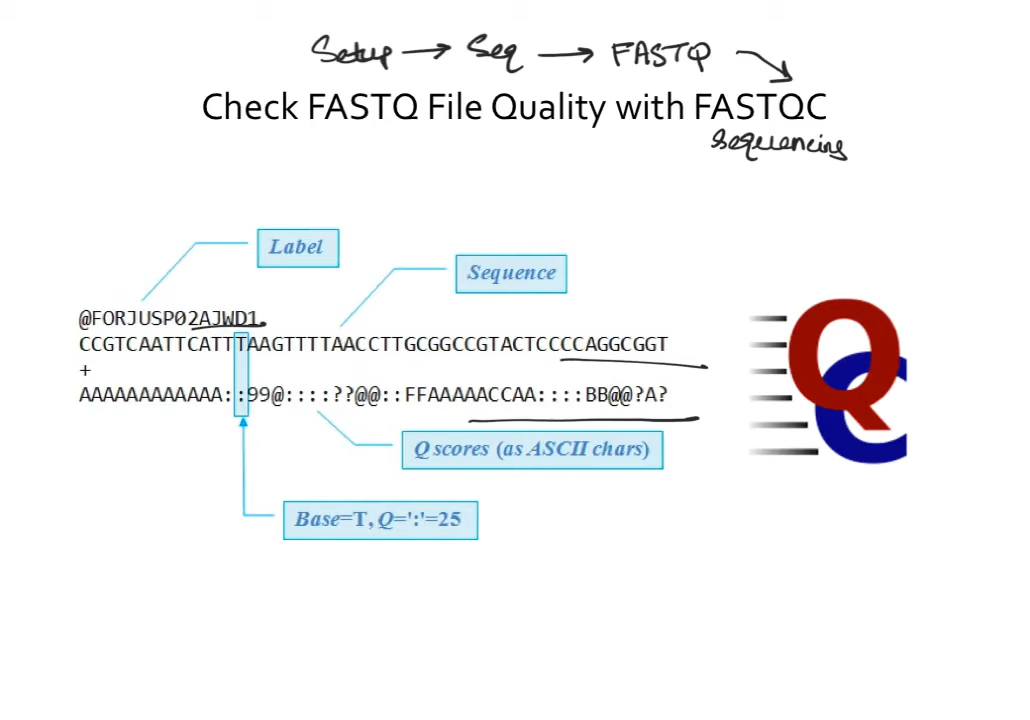 Setup → Seq → FASTQ
Check FASTQ File Quality with FASTQC
Sequencing
Label
Sequence
@FORJUSP02AJWD1
CCGTCAATTCATTTAAGTTTTAACCTTGCGGCCGTACTCCCCAGGCGGT
+
AAAAAAAAAAAA::99@::::??@@::FFAAAAACCAA::::BB@@?A?
Q scores (as ASCII chars)
Base=T, Q=':'=25
QC